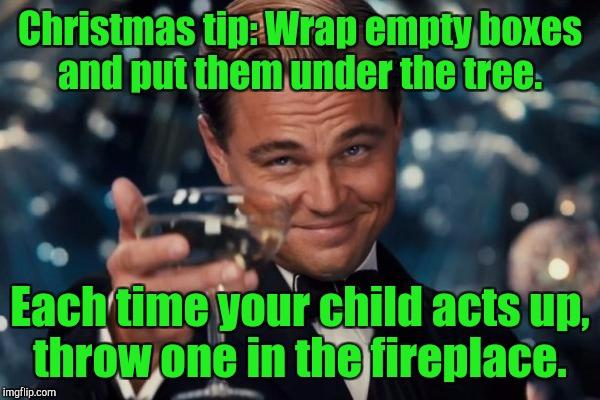 Christmas tip: Wrap empty boxes
and put them under the tree.
Each time your child acts up,
throw one in the fireplace.
imgflip.com